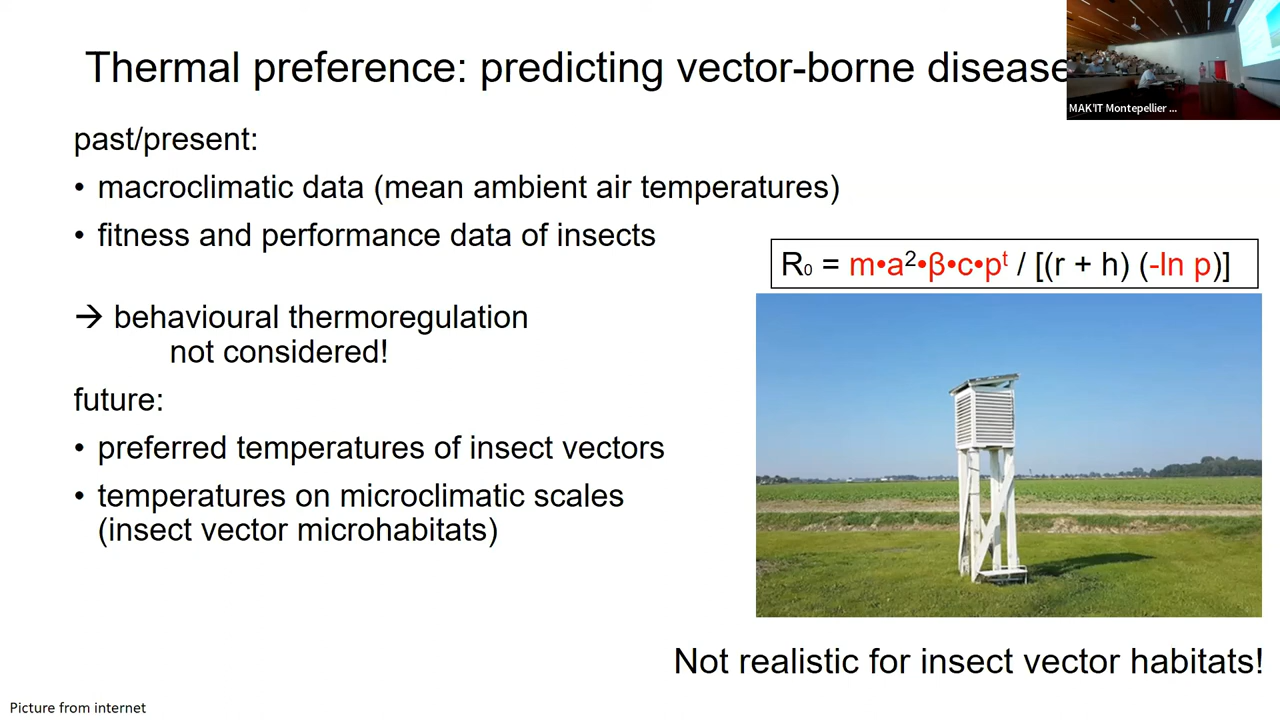 Thermal preference: predicting vector-borne disease
MAK'IT Montepellier ...
past/present:
• macroclimatic data (mean ambient air temperatures)
• fitness and performance data of insects
R₀ = m•a²•β•c•pᵗ / [(r + h) (-ln p)]
→ behavioural thermoregulation
not considered!
future:
• preferred temperatures of insect vectors
• temperatures on microclimatic scales
(insect vector microhabitats)
Not realistic for insect vector habitats!
Picture from internet